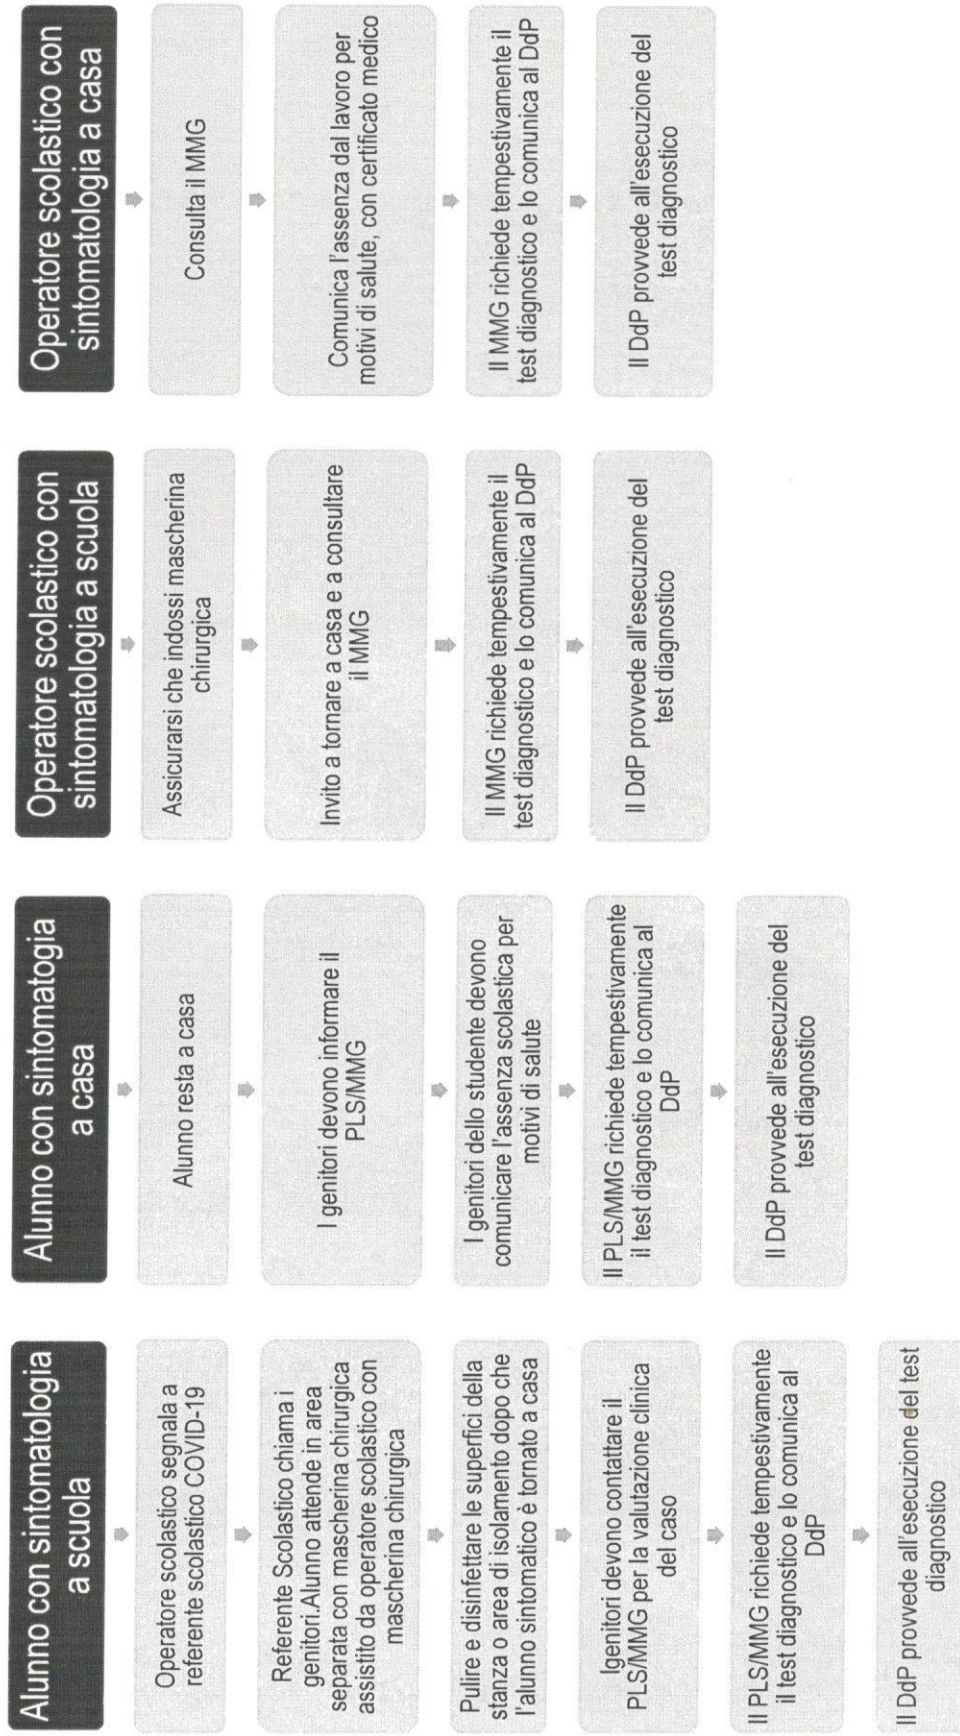 Alunno con sintomatologia
a scuola
Operatore scolastico segnala a
referente scolastico COVID-19
Referente Scolastico chiama i
genitori.Alunno attende in area
separata con mascherina chirurgica
assistito da operatore scolastico con
mascherina chirurgica
Pulire e disinfettare le superfici della
stanza o area di isolamento dopo che
l'alunno sintomatico è tornato a casa
Igenitori devono contattare il
PLS/MMG per la valutazione clinica
del caso
Il PLS/MMG richiede tempestivamente
il test diagnostico e lo comunica al
DdP
Il DdP provvede all'esecuzione del test
diagnostico
Alunno con sintomatogia
a casa
Alunno resta a casa
I genitori devono informare il
PLS/MMG
I genitori dello studente devono
comunicare l'assenza scolastica per
motivi di salute
Il PLS/MMG richiede tempestivamente
il test diagnostico e lo comunica al
DdP
Il DdP provvede all'esecuzione del
test diagnostico
Operatore scolastico con
sintomatologia a scuola
Assicurarsi che indossi mascherina
chirurgica
Invito a tornare a casa e a consultare
il MMG
Il MMG richiede tempestivamente il
test diagnostico e lo comunica al DdP
Il DdP provvede all'esecuzione del
test diagnostico
Operatore scolastico con
sintomatologia a casa
Consulta il MMG
Comunica l'assenza dal lavoro per
motivi di salute, con certificato medico
Il MMG richiede tempestivamente il
test diagnostico e lo comunica al DdP
Il DdP provvede all'esecuzione del
test diagnostico